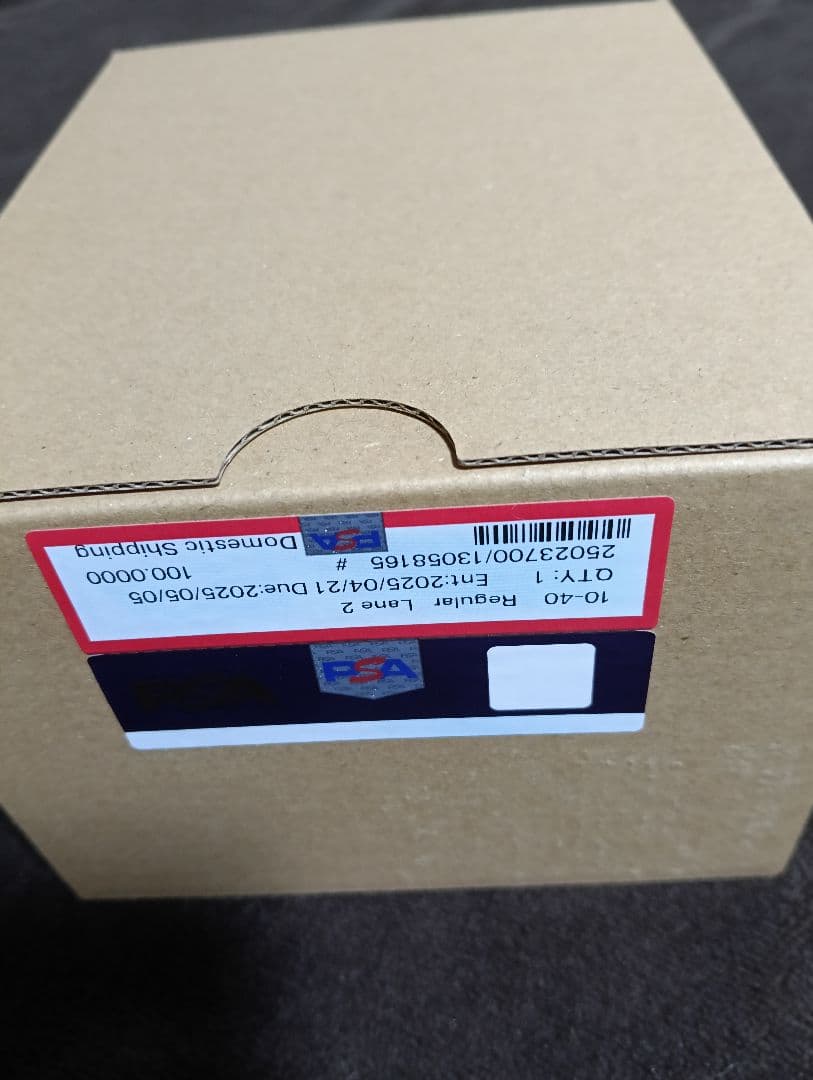 10-40 Regular Lane 2
QTY: 1 Ent:2025/04/21 Due:2025/05/05
25023700/13058165 # 100.0000
PSA Domestic Shipping
PSA
PSA